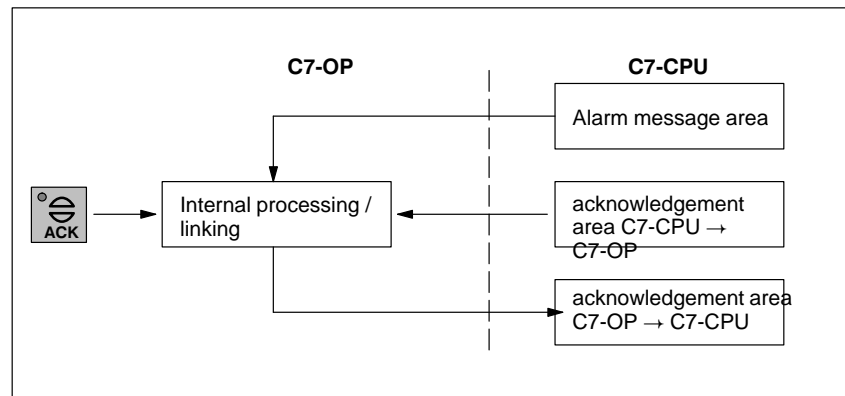 C7-OP
C7-CPU
Alarm message area
ACK
Internal processing /
linking
acknowledgement
area C7-CPU →
C7-OP
acknowledgement area
C7-OP → C7-CPU